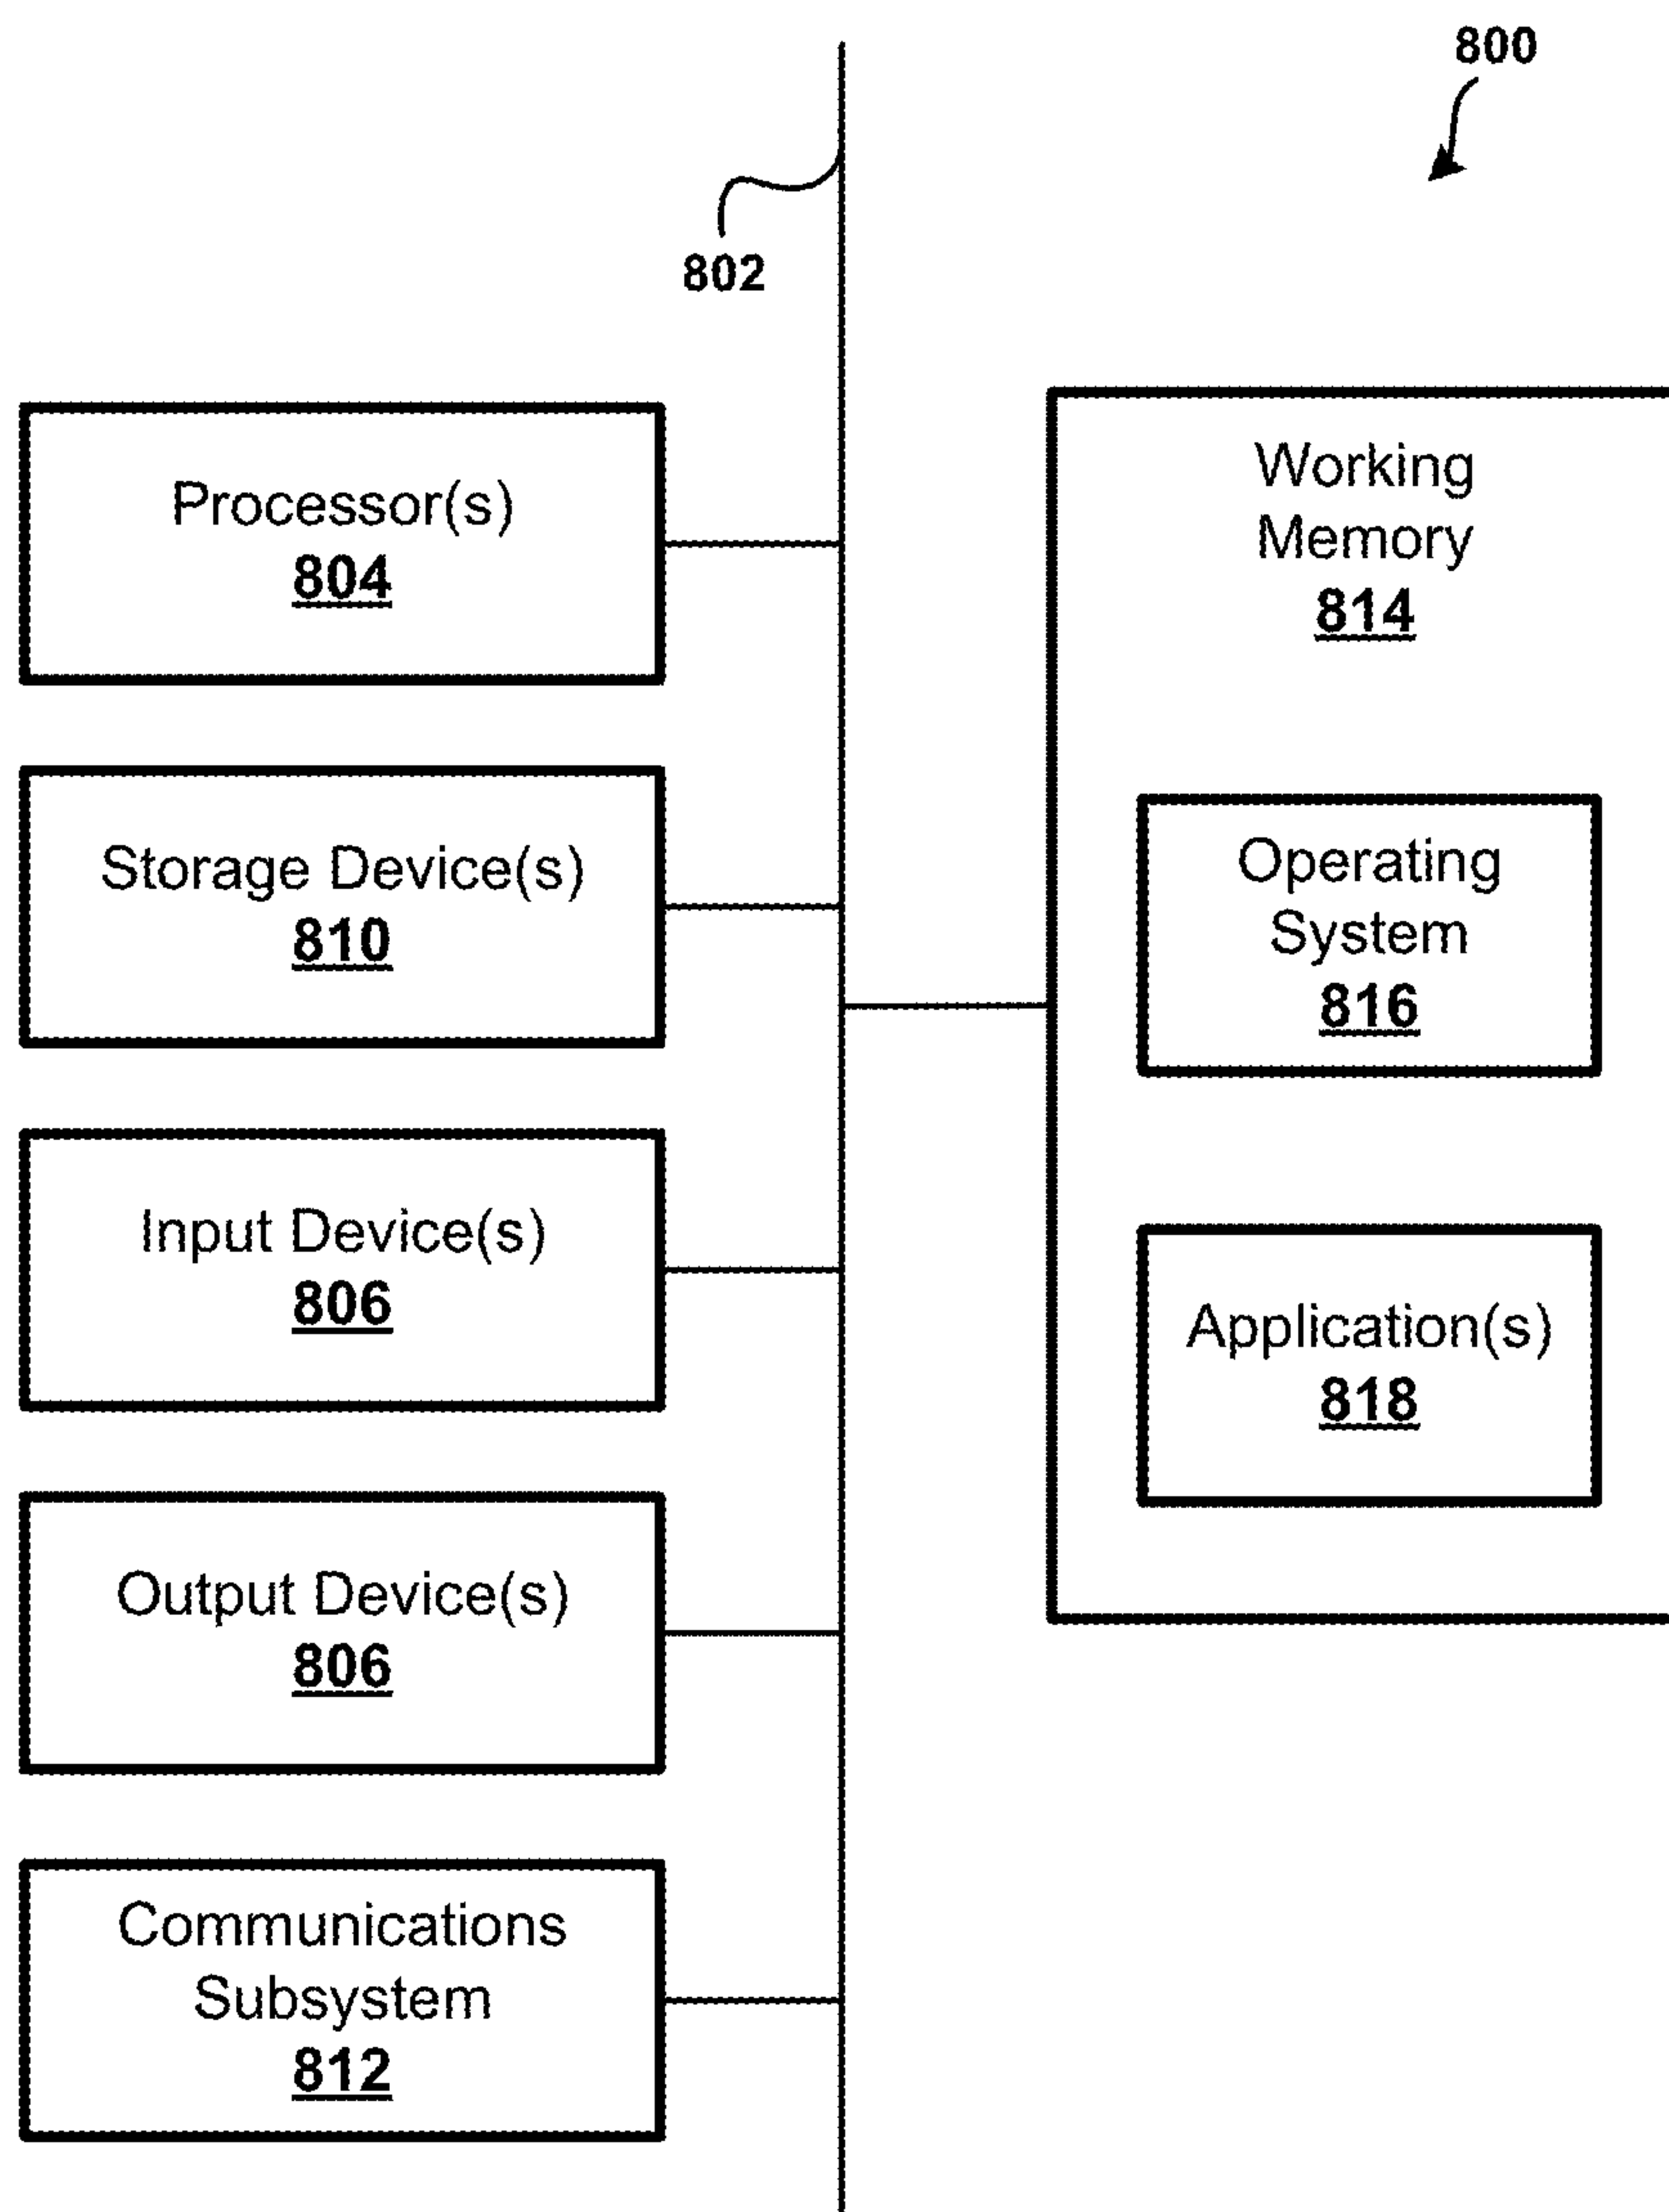 800
802
Processor(s)
804
Storage Device(s)
810
Input Device(s)
806
Output Device(s)
806
Communications
Subsystem
812
Working
Memory
814
Operating
System
816
Application(s)
818